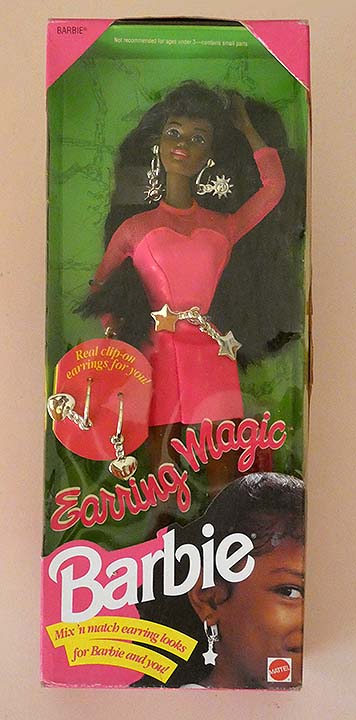 BARBIE®
Not recommended for ages under 3—contains small parts.
Real clip-on
earrings for you!
Earring Magic
Barbie®
Mix 'n match earring looks
for Barbie and you!
MATTEL